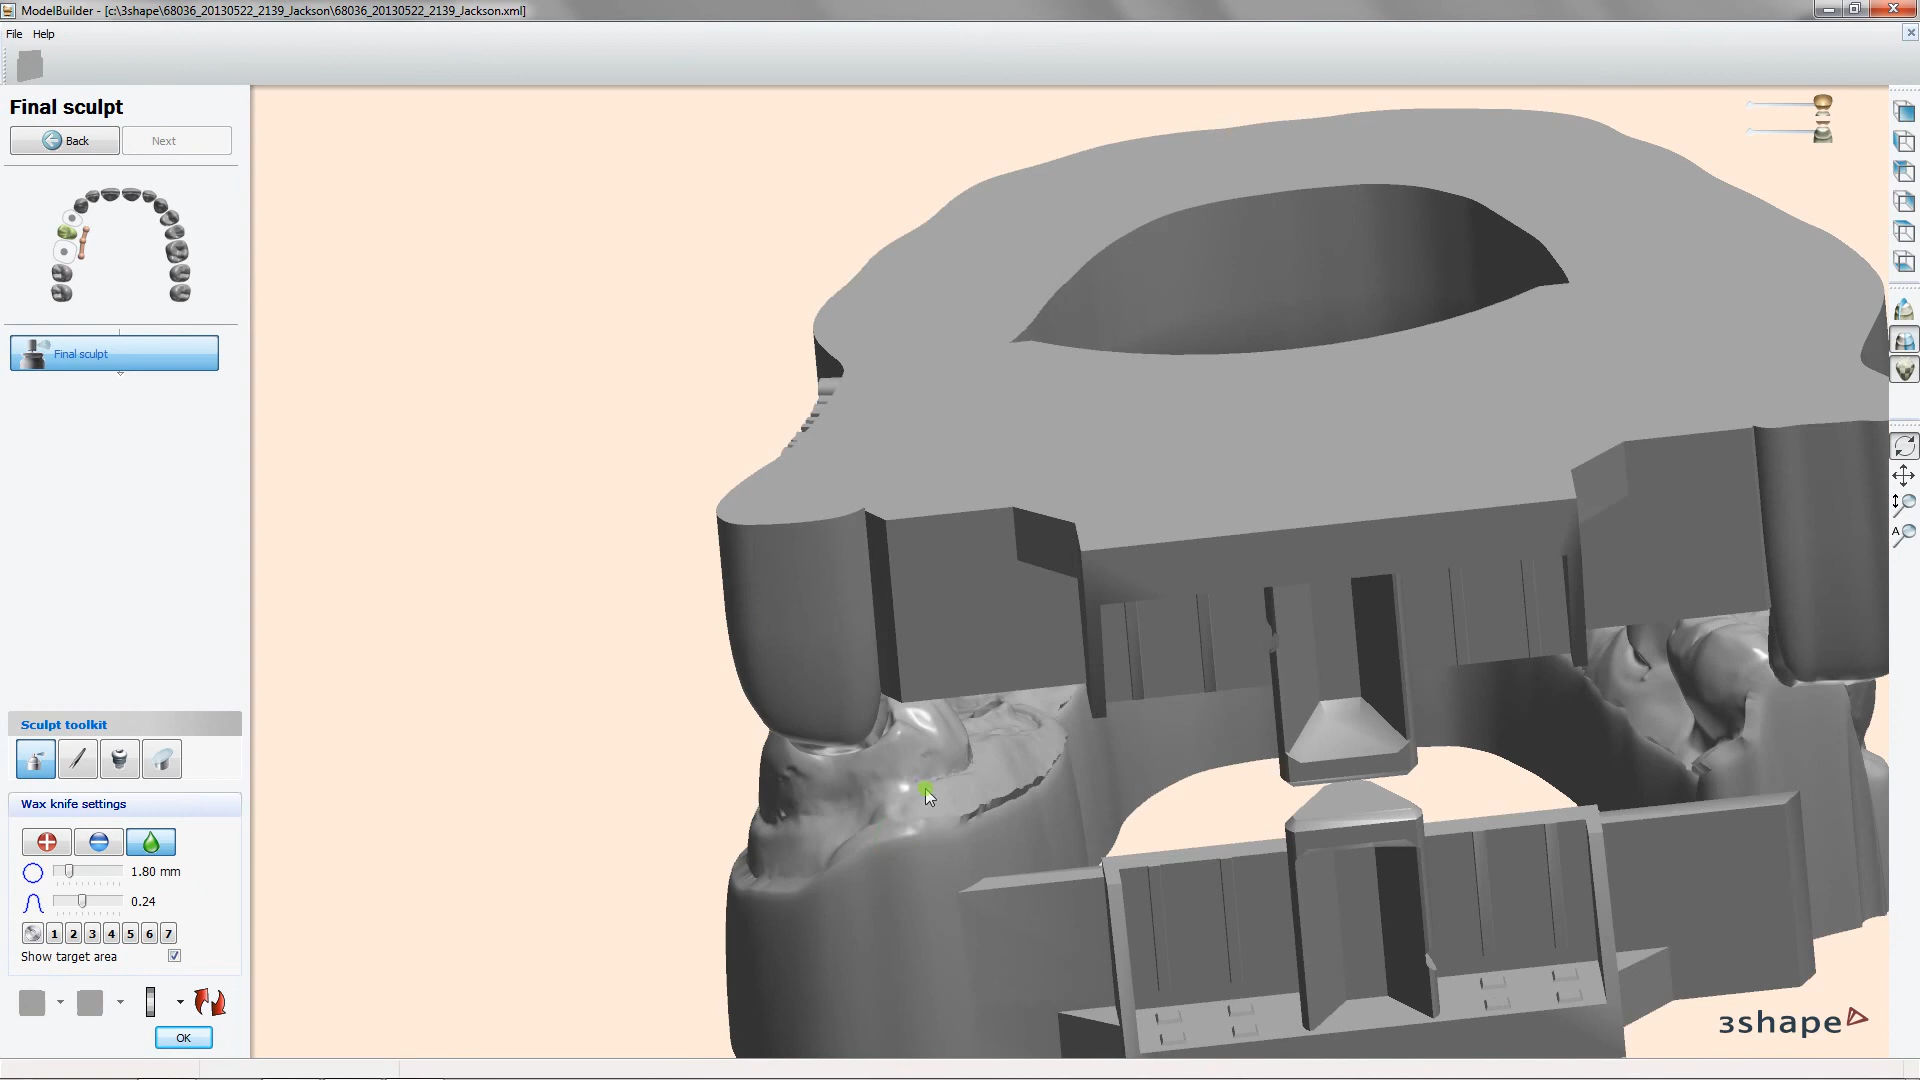 ModelBuilder - [c:\3shape\68036_20130522_2139_Jackson\68036_20130522_2139_Jackson.xml]
File Help
Final sculpt
Back Next
Final sculpt
Sculpt toolkit
Wax knife settings
1.80 mm
0.24
1 2 3 4 5 6 7
Show target area
OK
A
3shape